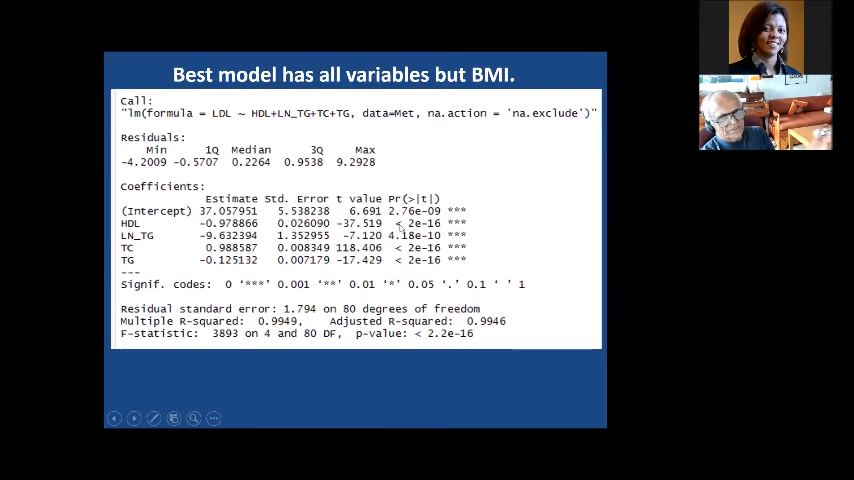 Best model has all variables but BMI.
Call:
"lm(formula = LDL ~ HDL+LN_TG+TC+TG, data=Met, na.action = 'na.exclude')"
Residuals:
Min 1Q Median 3Q Max
-4.2009 -0.5707 0.2264 0.9538 9.2928
Coefficients:
Estimate Std. Error t value Pr(>|t|)
(Intercept) 37.057951 5.538238 6.691 2.76e-09 ***
HDL -0.978866 0.026090 -37.519 < 2e-16 ***
LN_TG -9.632394 1.352955 -7.120 4.18e-10 ***
TC 0.988587 0.008349 118.406 < 2e-16 ***
TG -0.125132 0.007179 -17.429 < 2e-16 ***
---
Signif. codes: 0 '***' 0.001 '**' 0.01 '*' 0.05 '.' 0.1 ' ' 1
Residual standard error: 1.794 on 80 degrees of freedom
Multiple R-squared: 0.9949, Adjusted R-squared: 0.9946
F-statistic: 3893 on 4 and 80 DF, p-value: < 2.2e-16